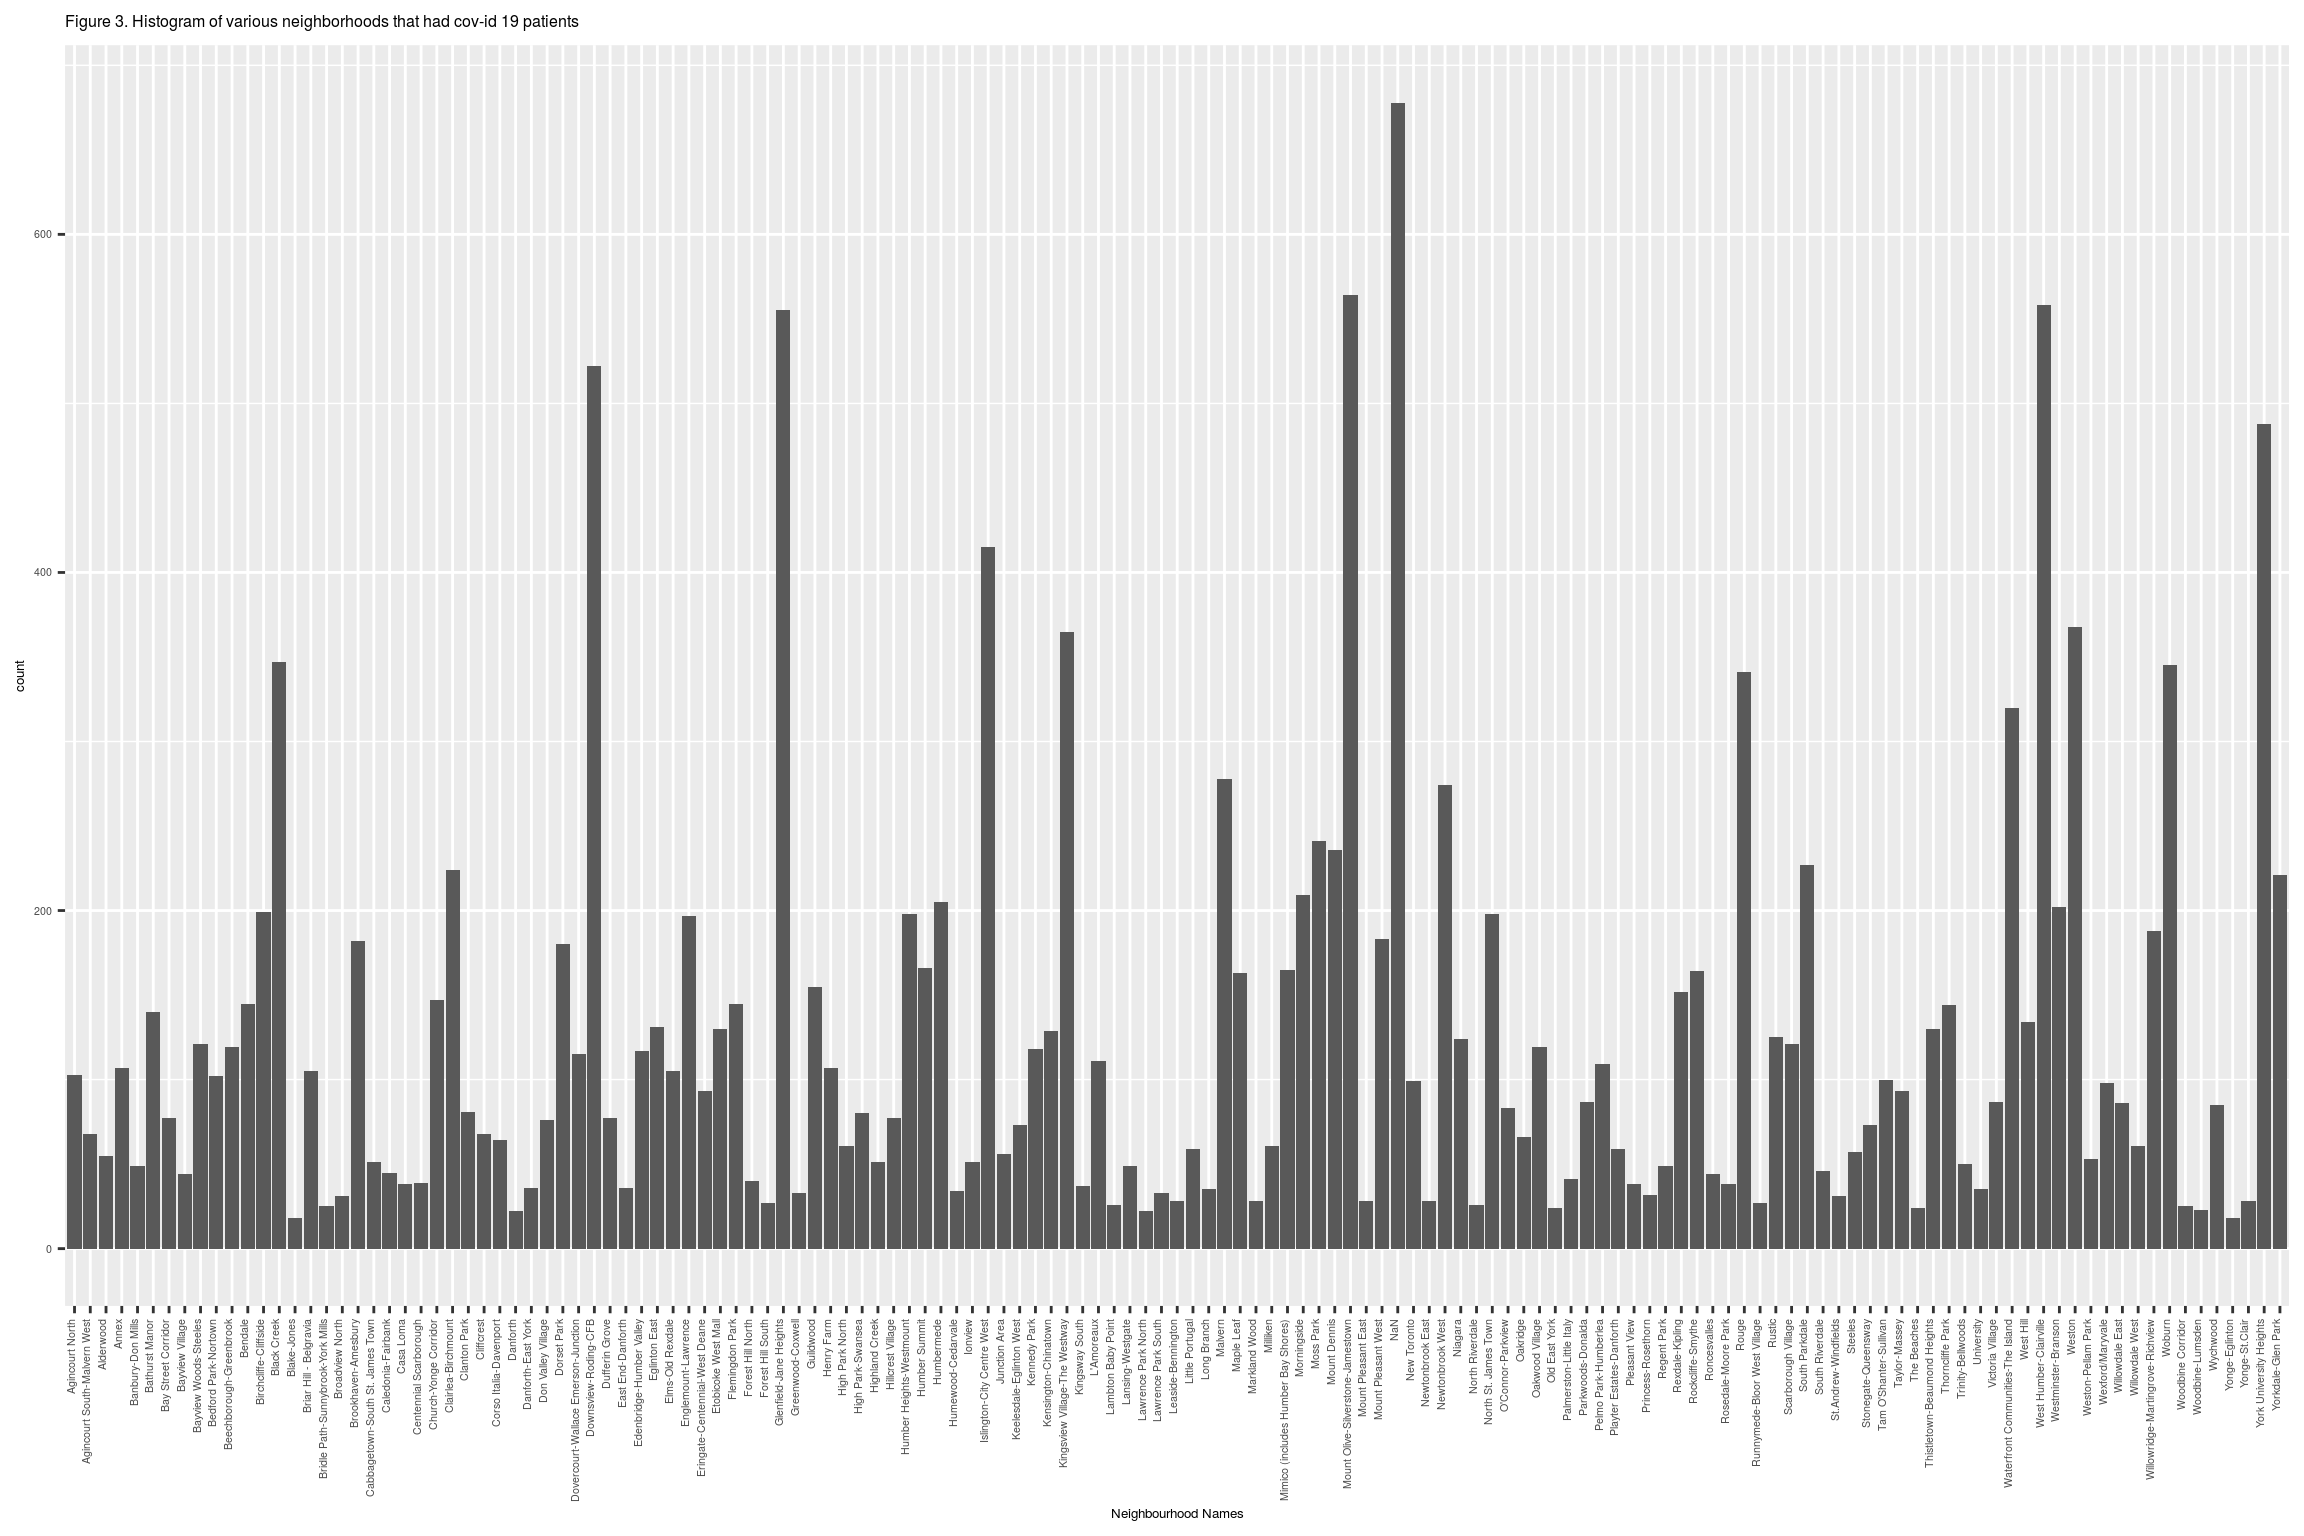 Figure 3. Histogram of various neighborhoods that had cov-id 19 patients
600
400
200
0
count
Agincourt North
Agincourt South-Malvern West
Alderwood
Annex
Banbury-Don Mills
Bathurst Manor
Bay Street Corridor
Bayview Village
Bayview Woods-Steeles
Bedford Park-Nortown
Beechborough-Greenbrook
Bendale
Birchcliffe-Cliffside
Black Creek
Blake-Jones
Briar Hill - Belgravia
Bridle Path-Sunnybrook-York Mills
Broadview North
Brookhaven-Amesbury
Cabbagetown-South St. James Town
Caledonia-Fairbank
Casa Loma
Centennial Scarborough
Church-Yonge Corridor
Clairlea-Birchmount
Clanton Park
Cliffcrest
Corso Italia-Davenport
Danforth
Danforth-East York
Don Valley Village
Dorset Park
Dovercourt-Wallace Emerson-Junction
Downsview-Roding-CFB
Dufferin Grove
East End-Danforth
Edenbridge-Humber Valley
Eglinton East
Elms-Old Rexdale
Englemount-Lawrence
Eringate-Centennial-West Deane
Etobicoke West Mall
Flemingdon Park
Forest Hill North
Forest Hill South
Glenfield-Jane Heights
Greenwood-Coxwell
Guildwood
Henry Farm
High Park North
High Park-Swansea
Highland Creek
Hillcrest Village
Humber Heights-Westmount
Humber Summit
Humbermede
Humewood-Cedarvale
Ionview
Islington-City Centre West
Junction Area
Keelesdale-Eglinton West
Kennedy Park
Kensington-Chinatown
Kingsview Village-The Westway
Kingsway South
L'Amoreaux
Lambton Baby Point
Lansing-Westgate
Lawrence Park North
Lawrence Park South
Leaside-Bennington
Little Portugal
Long Branch
Malvern
Maple Leaf
Markland Wood
Milliken
Mimico (includes Humber Bay Shores)
Morningside
Moss Park
Mount Dennis
Mount Olive-Silverstone-Jamestown
Mount Pleasant East
Mount Pleasant West
NaN
New Toronto
Newtonbrook East
Newtonbrook West
Niagara
North Riverdale
North St. James Town
O'Connor-Parkview
Oakridge
Oakwood Village
Old East York
Palmerston-Little Italy
Parkwoods-Donalda
Pelmo Park-Humberlea
Playter Estates-Danforth
Pleasant View
Princess-Rosethorn
Regent Park
Rexdale-Kipling
Rockcliffe-Smythe
Roncesvalles
Rosedale-Moore Park
Rouge
Runnymede-Bloor West Village
Rustic
Scarborough Village
South Parkdale
South Riverdale
St.Andrew-Windfields
Steeles
Stonegate-Queensway
Tam O'Shanter-Sullivan
Taylor-Massey
The Beaches
Thistletown-Beaumond Heights
Thorncliffe Park
Trinity-Bellwoods
University
Victoria Village
Waterfront Communities-The Island
West Hill
West Humber-Clairville
Westminster-Branson
Weston
Weston-Pellam Park
Wexford/Maryvale
Willowdale East
Willowdale West
Willowridge-Martingrove-Richview
Woburn
Woodbine Corridor
Woodbine-Lumsden
Wychwood
Yonge-Eglinton
Yonge-St.Clair
York University Heights
Yorkdale-Glen Park
Neighbourhood Names